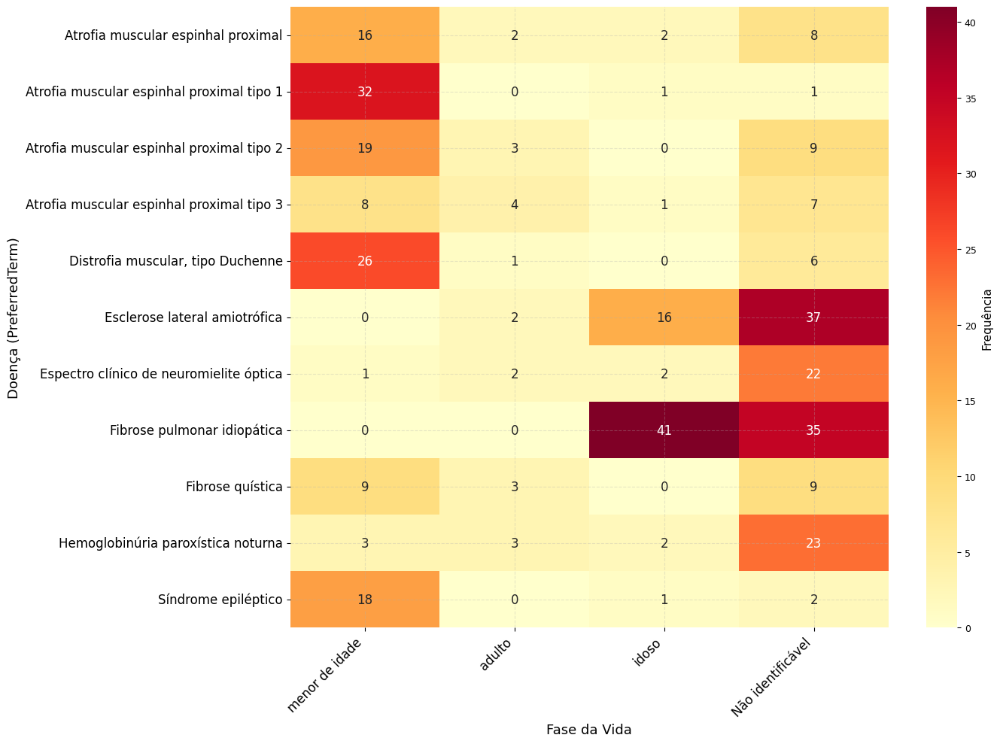 Doença (PreferredTerm)
Atrofia muscular espinhal proximal 16 2 2 8
Atrofia muscular espinhal proximal tipo 1 32 0 1 1
Atrofia muscular espinhal proximal tipo 2 19 3 0 9
Atrofia muscular espinhal proximal tipo 3 8 4 1 7
Distrofia muscular, tipo Duchenne 26 1 0 6
Esclerose lateral amiotrófica 0 2 16 37
Espectro clínico de neuromielite óptica 1 2 2 22
Fibrose pulmonar idiopática 0 0 41 35
Fibrose quística 9 3 0 9
Hemoglobinúria paroxística noturna 3 3 2 23
Síndrome epiléptico 18 0 1 2
menor de idade
adulto
idoso
Não identificável
Fase da Vida
40
35
30
25
20
15
10
5
0
Frequência